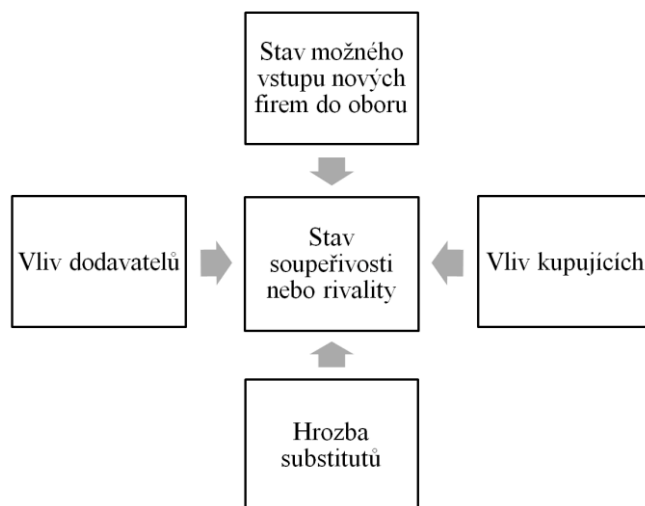 Stav možného
vstupu nových
firem do oboru
Vliv dodavatelů
Stav
soupeřivosti
nebo rivality
Vliv kupujících
Hrozba
substitutů